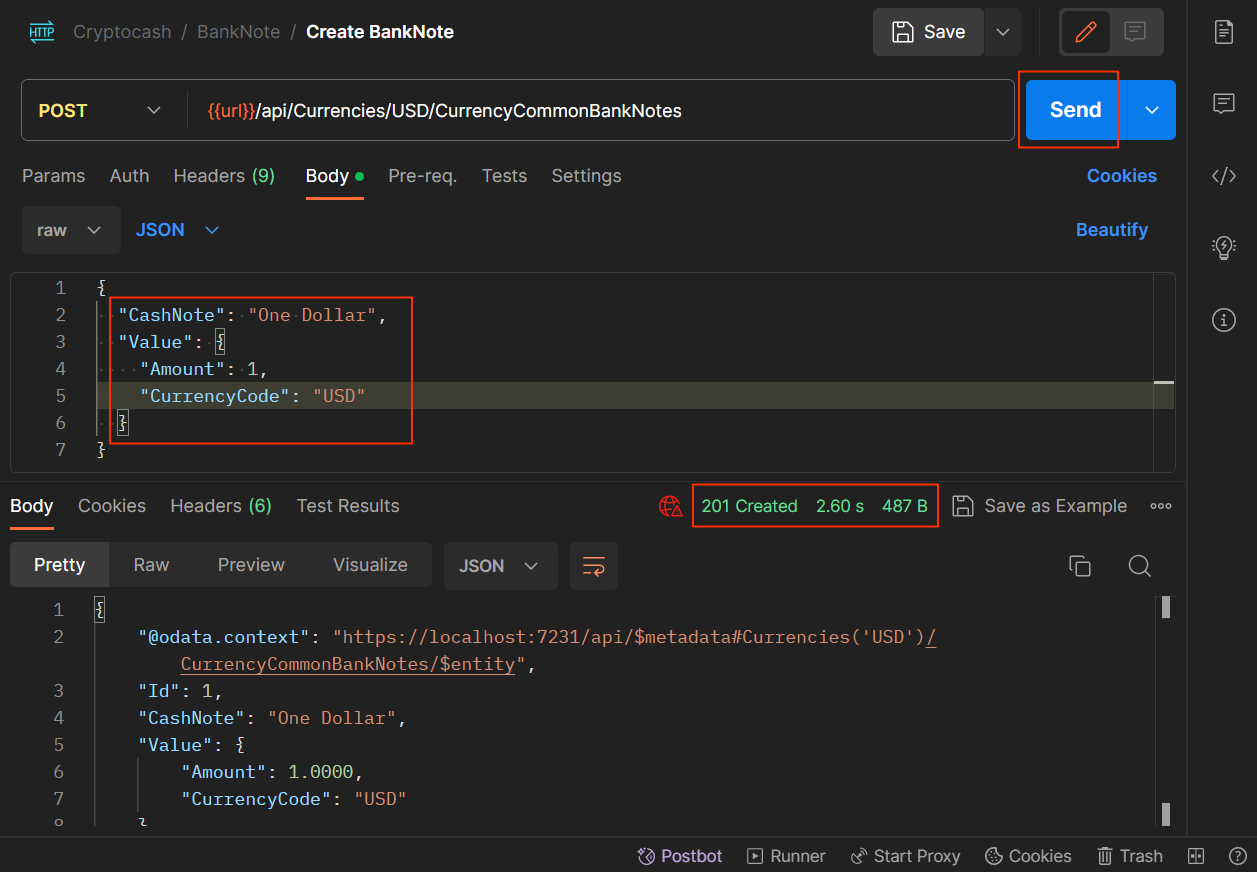 HTTP Cryptocash / BankNote / Create BankNote Save
POST {{url}}/api/Currencies/USD/CurrencyCommonBankNotes Send
Params Auth Headers (9) Body Pre-req. Tests Settings Cookies
raw JSON Beautify
1 {
2 "CashNote": "One Dollar",
3 "Value": {
4 "Amount": 1,
5 "CurrencyCode": "USD"
6 }
7 }
Body Cookies Headers (6) Test Results 201 Created 2.60 s 487 B Save as Example
Pretty Raw Preview Visualize JSON
1 {
2 "@odata.context": "https://localhost:7231/api/$metadata#Currencies('USD')/
CurrencyCommonBankNotes/$entity",
3 "Id": 1,
4 "CashNote": "One Dollar",
5 "Value": {
6 "Amount": 1.0000,
7 "CurrencyCode": "USD"
8 }
Postbot Runner Start Proxy Cookies Trash